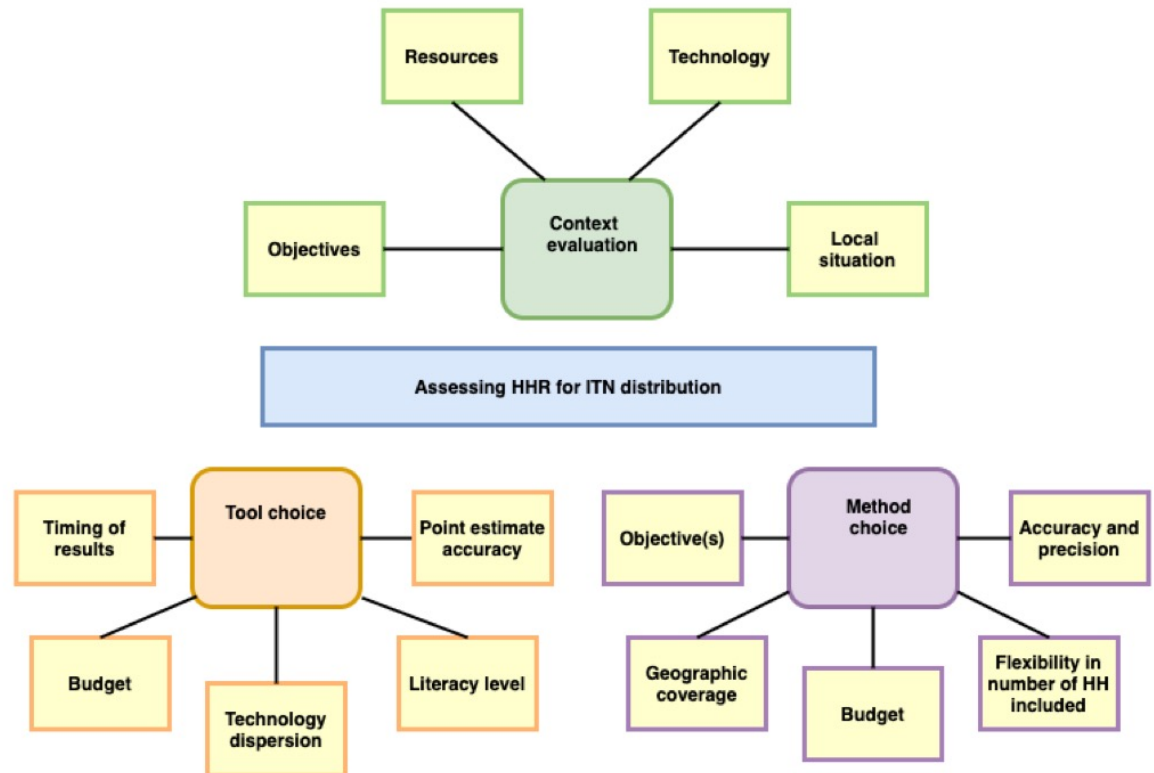 Resources
Technology
Context
evaluation
Objectives
Local
situation
Assessing HHR for ITN distribution
Tool choice
Timing of
results
Point estimate
accuracy
Budget
Technology
dispersion
Literacy level
Method
choice
Objective(s)
Accuracy and
precision
Geographic
coverage
Budget
Flexibility in
number of HH
included